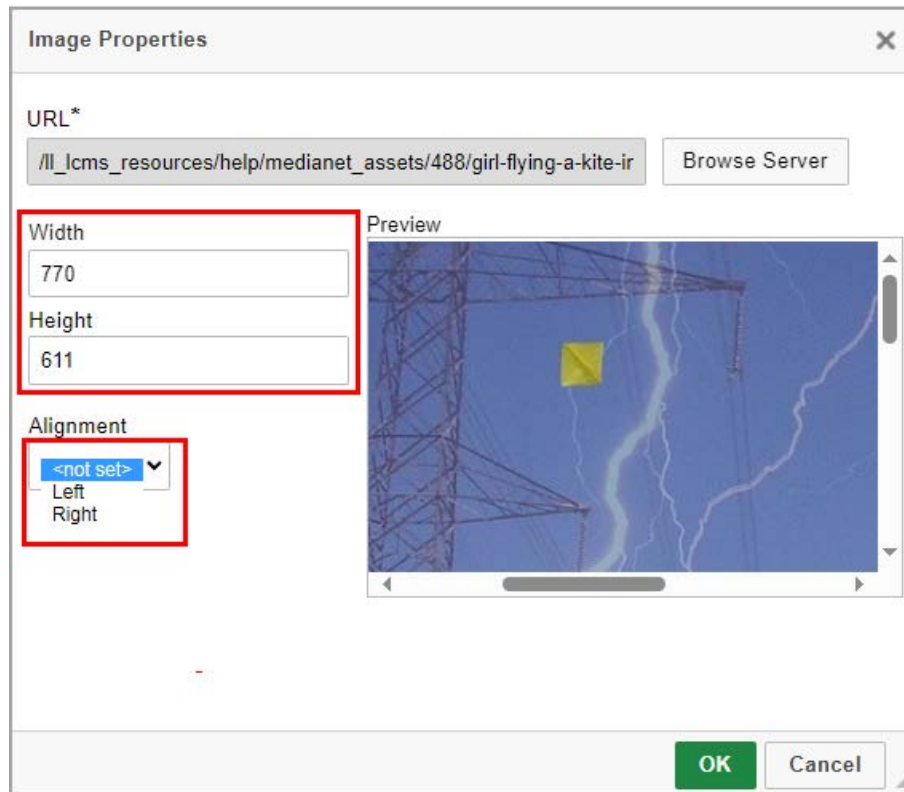 Image Properties
URL*
/ll_lcms_resources/help/medianet_assets/488/girl-flying-a-kite-ir
Browse Server
Width
770
Height
611
Alignment
<not set>
Left
Right
Preview
OK
Cancel